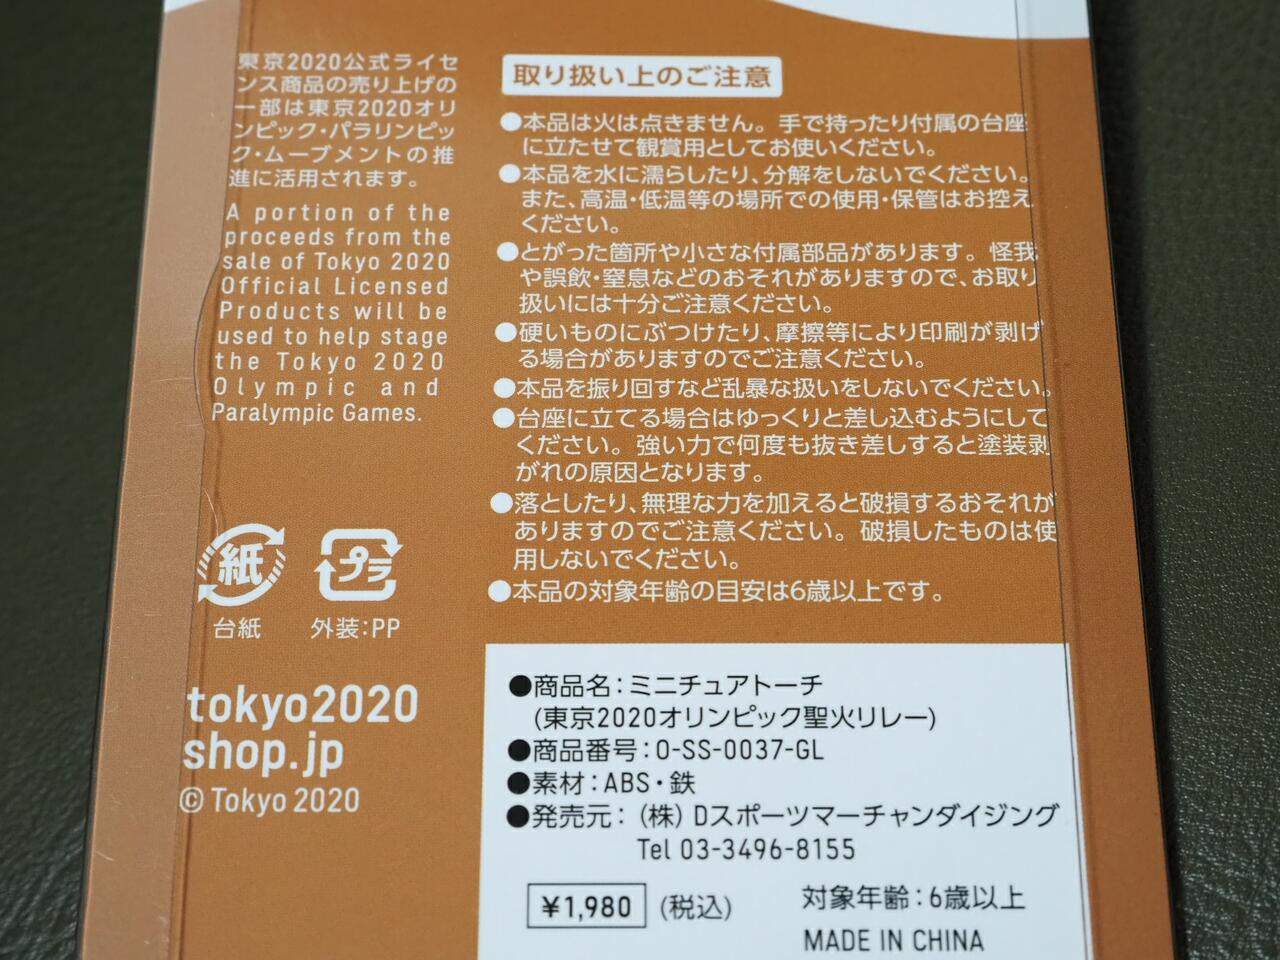 東京2020公式ライセ
ンス商品の売り上げの
一部は東京2020オリ
ンピック・パラリンピッ
ク・ムーブメントの推
進に活用されます。
A portion of the
proceeds from the
sale of Tokyo 2020
Official Licensed
Products will be
used to help stage
the Tokyo 2020
Olympic and
Paralympic Games.
紙
台紙
プラ
外装：PP
tokyo2020
shop.jp
© Tokyo 2020
取り扱い上のご注意
●本品は火は点きません。手で持ったり付属の台座
に立たせて観賞用としてお使いください。
●本品を水に濡らしたり、分解をしないでください。
また、高温・低温等の場所での使用・保管はお控え
ください。
●とがった箇所や小さな付属部品があります。怪我
や誤飲・窒息などのおそれがありますので、お取り
扱いには十分ご注意ください。
●硬いものにぶつけたり、摩擦等により印刷が剥げ
る場合がありますのでご注意ください。
●本品を振り回すなど乱暴な扱いをしないでください。
●台座に立てる場合はゆっくりと差し込むようにして
ください。強い力で何度も抜き差しすると塗装剥
がれの原因となります。
●落としたり、無理な力を加えると破損するおそれが
ありますのでご注意ください。破損したものは使
用しないでください。
●本品の対象年齢の目安は6歳以上です。
●商品名：ミニチュアトーチ
(東京2020オリンピック聖火リレー)
●商品番号：O-SS-0037-GL
●素材：ABS・鉄
●発売元：（株）Dスポーツマーチャンダイジング
Tel 03-3496-8155
¥1,980 (税込)
対象年齢：6歳以上
MADE IN CHINA